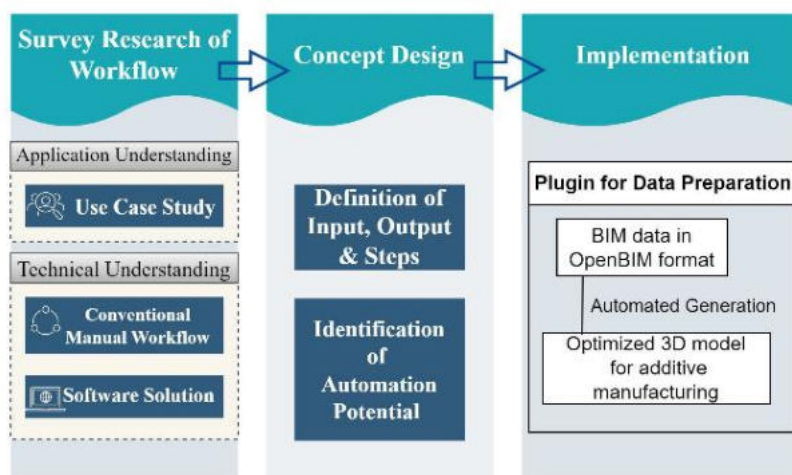 Survey Research of
Workflow
Application Understanding
Use Case Study
Technical Understanding
Conventional
Manual Workflow
Software Solution
Concept Design
Definition of
Input, Output
& Steps
Identification
of
Automation
Potential
Implementation
Plugin for Data Preparation
BIM data in
OpenBIM format
Automated Generation
Optimized 3D model
for additive
manufacturing